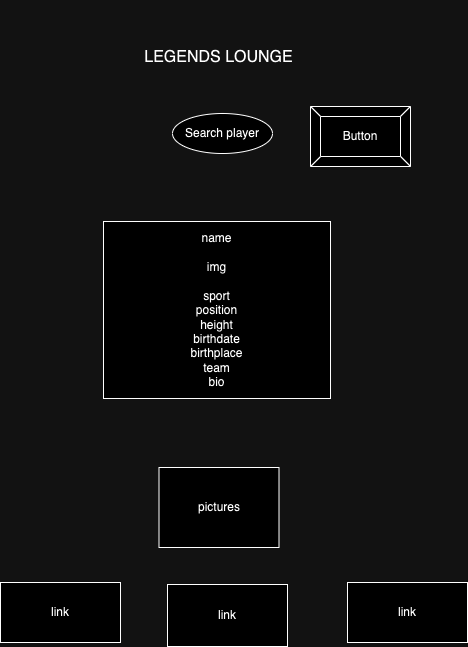 LEGENDS LOUNGE
Search player
Button
name
img
sport
position
height
birthdate
birthplace
team
bio
pictures
link
link
link